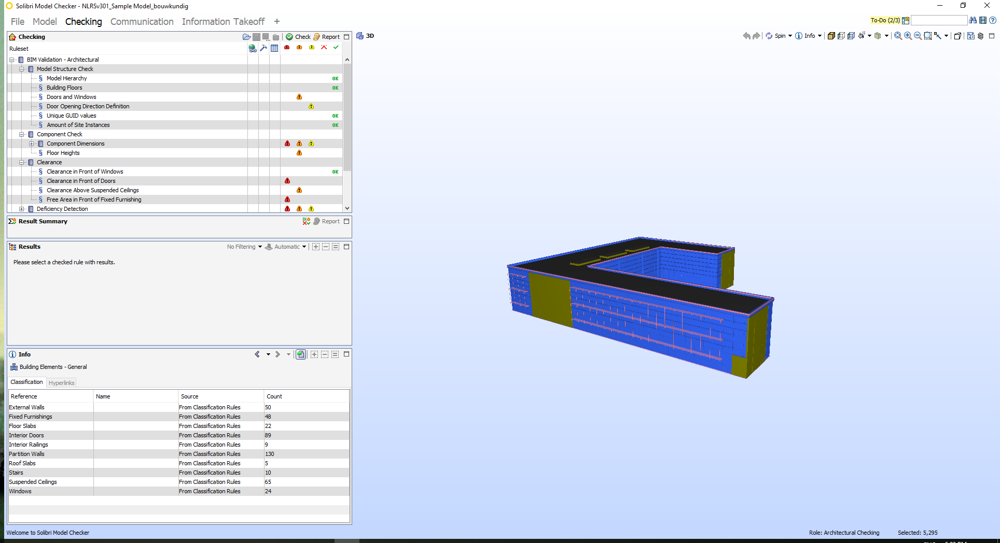 Solibri Model Checker - NLRSv301_Sample Model_bouwkundig
File Model Checking Communication Information Takeoff +
To-Do (2/3)
Checking Check Report
3D
Spin Info
Ruleset
BIM Validation - Architectural
Model Structure Check
Model Hierarchy OK
Building Floors OK
Doors and Windows
Door Opening Direction Definition
Unique GUID values OK
Amount of Site Instances OK
Component Check
Component Dimensions
Floor Heights
Clearance
Clearance in Front of Windows OK
Clearance in Front of Doors
Clearance Above Suspended Ceilings
Free Area in Front of Fixed Furnishing
Deficiency Detection
Result Summary Report
Results No Filtering Automatic
Please select a checked rule with results.
Info
Building Elements - General
Classification Hyperlinks
Reference Name Source Count
External Walls From Classification Rules 50
Fixed Furnishings From Classification Rules 48
Floor Slabs From Classification Rules 22
Interior Doors From Classification Rules 89
Interior Railings From Classification Rules 9
Partition Walls From Classification Rules 130
Roof Slabs From Classification Rules 5
Stairs From Classification Rules 10
Suspended Ceilings From Classification Rules 65
Windows From Classification Rules 24
Welcome to Solibri Model Checker
Role: Architectural Checking Selected: 5,295